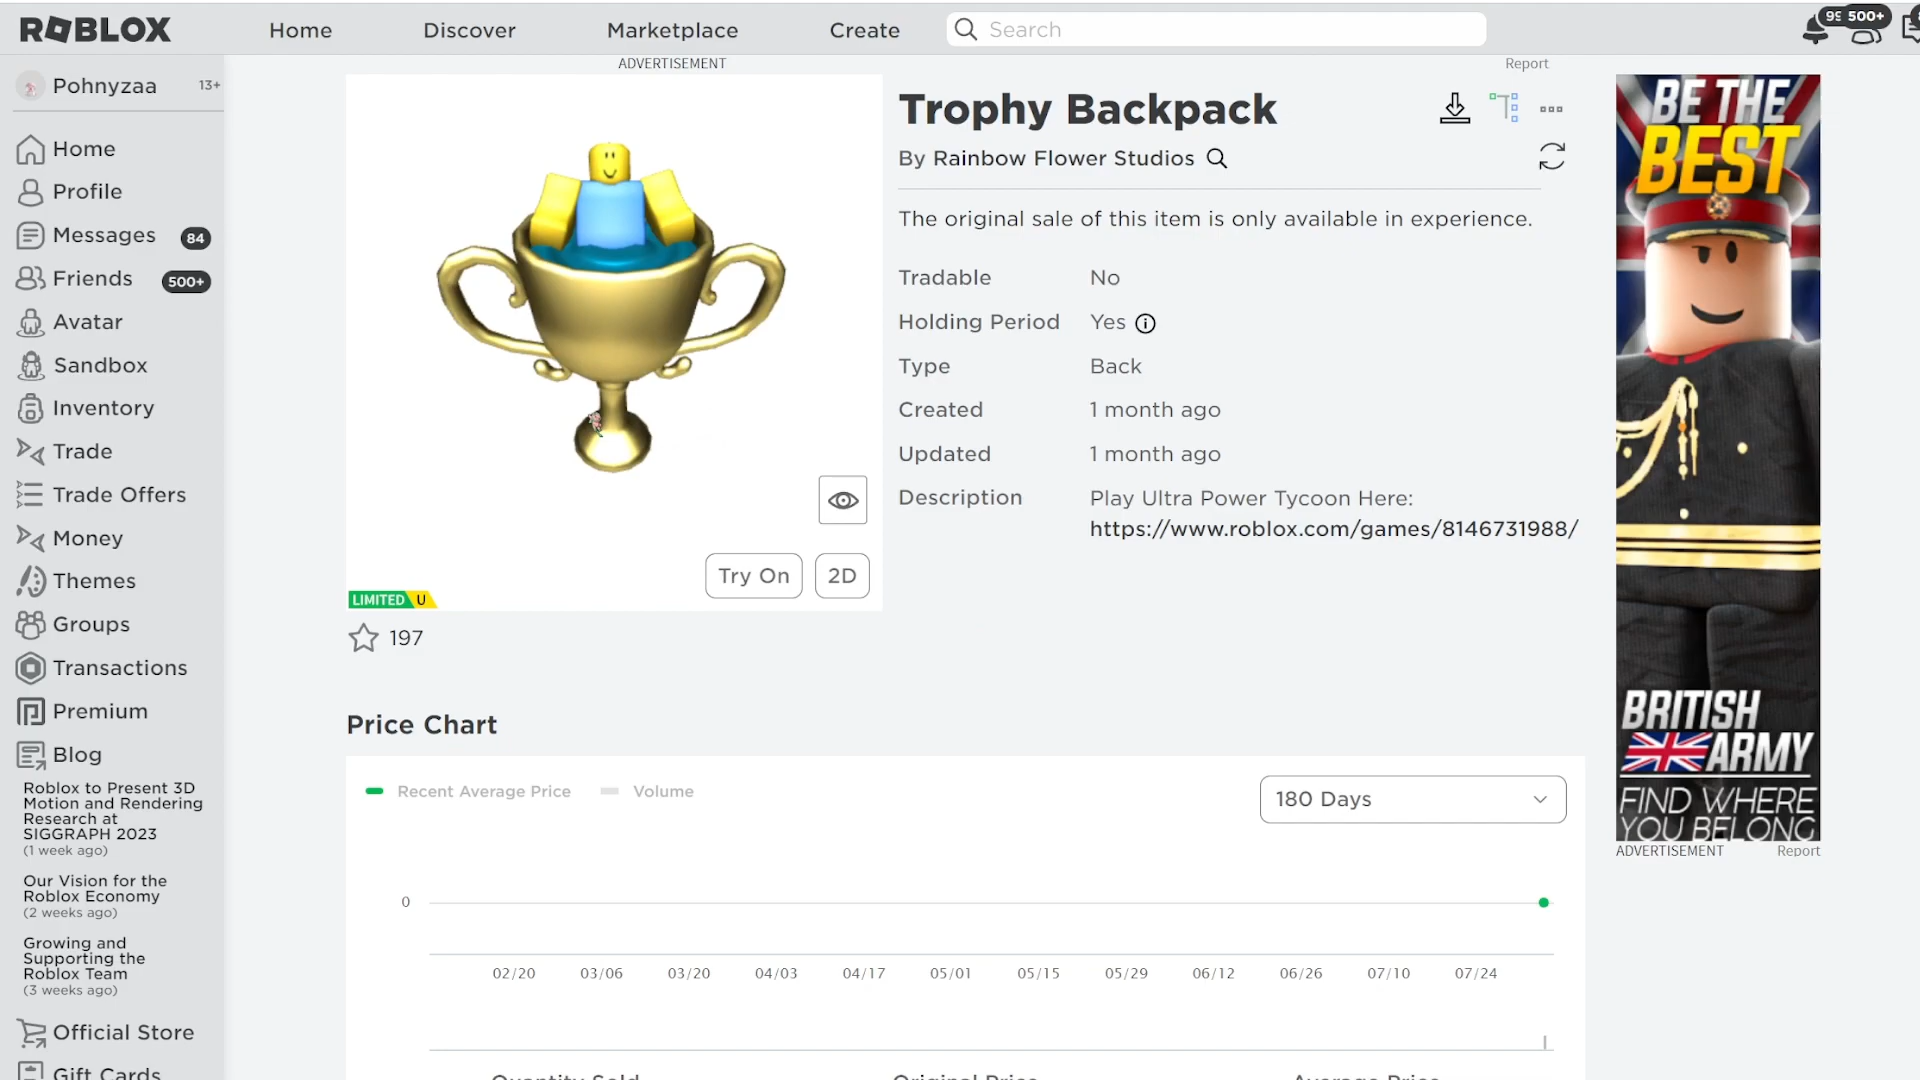 ROBLOX
Home
Discover
Marketplace
Create
Search
99
500+
Pohnyzaa
13+
Home
Profile
Messages
84
Friends
500+
Avatar
Sandbox
Inventory
Trade
Trade Offers
Money
Themes
Groups
Transactions
Premium
Blog
Roblox to Present 3D
Motion and Rendering
Research at
SIGGRAPH 2023
(1 week ago)
Our Vision for the
Roblox Economy
(2 weeks ago)
Growing and
Supporting the
Roblox Team
(3 weeks ago)
Official Store
Gift Cards
ADVERTISEMENT
Report
LIMITED U
Try On
2D
197
Trophy Backpack
By Rainbow Flower Studios
The original sale of this item is only available in experience.
Tradable No
Holding Period Yes
Type Back
Created 1 month ago
Updated 1 month ago
Description Play Ultra Power Tycoon Here:
https://www.roblox.com/games/8146731988/
Price Chart
Recent Average Price
Volume
180 Days
0
02/20 03/06 03/20 04/03 04/17 05/01 05/15 05/29 06/12 06/26 07/10 07/24
Quantity Sold Original Price Average Price
BE THE
BEST
BRITISH
ARMY
FIND WHERE
YOU BELONG
ADVERTISEMENT
Report